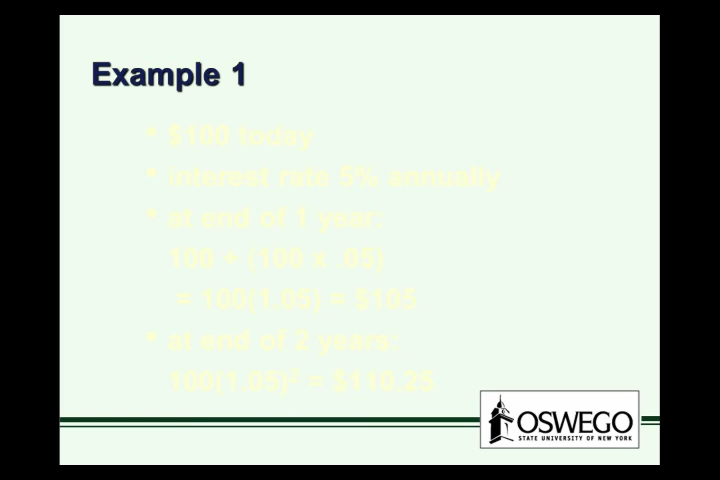 Example 1
• $100 today
• interest rate 5% annually
• at end of 1 year:
100 + (100 x .05)
= 100(1.05) = $105
• at end of 2 years:
100(1.05)² = $110.25
OSWEGO
STATE UNIVERSITY OF NEW YORK